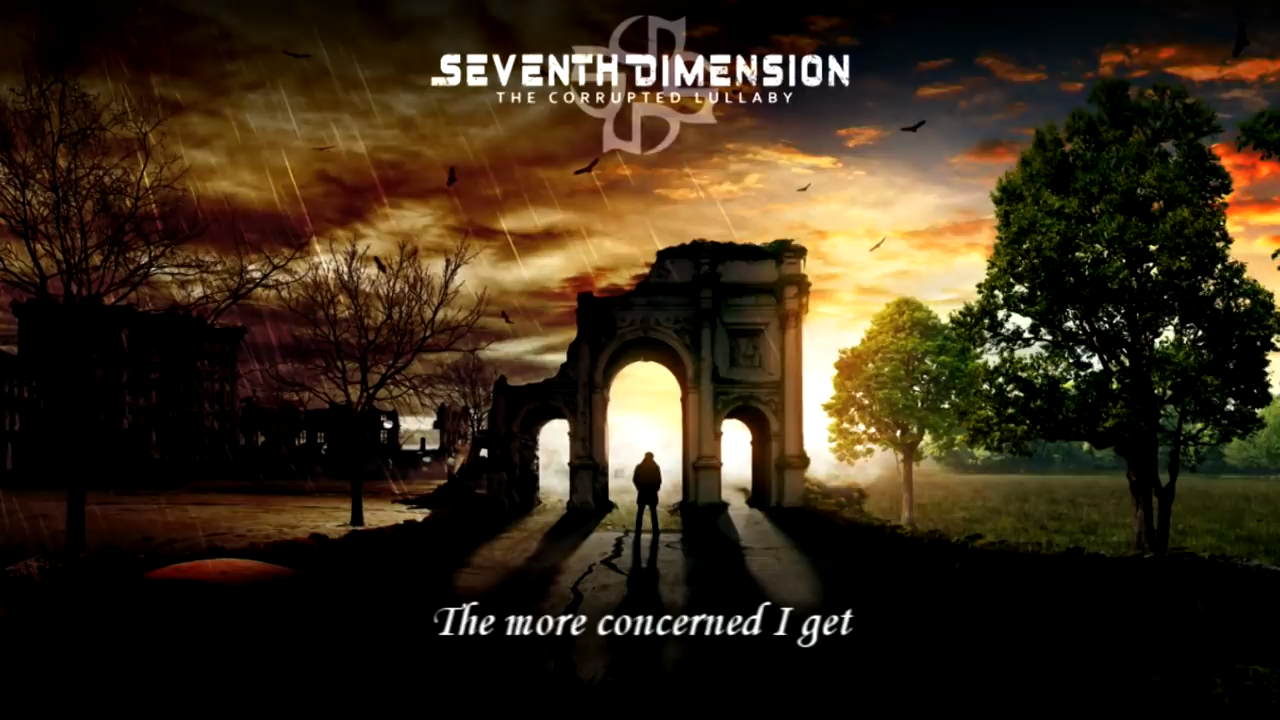 SEVENTH DIMENSION
THE CORRUPTED LULLABY
The more concerned I get